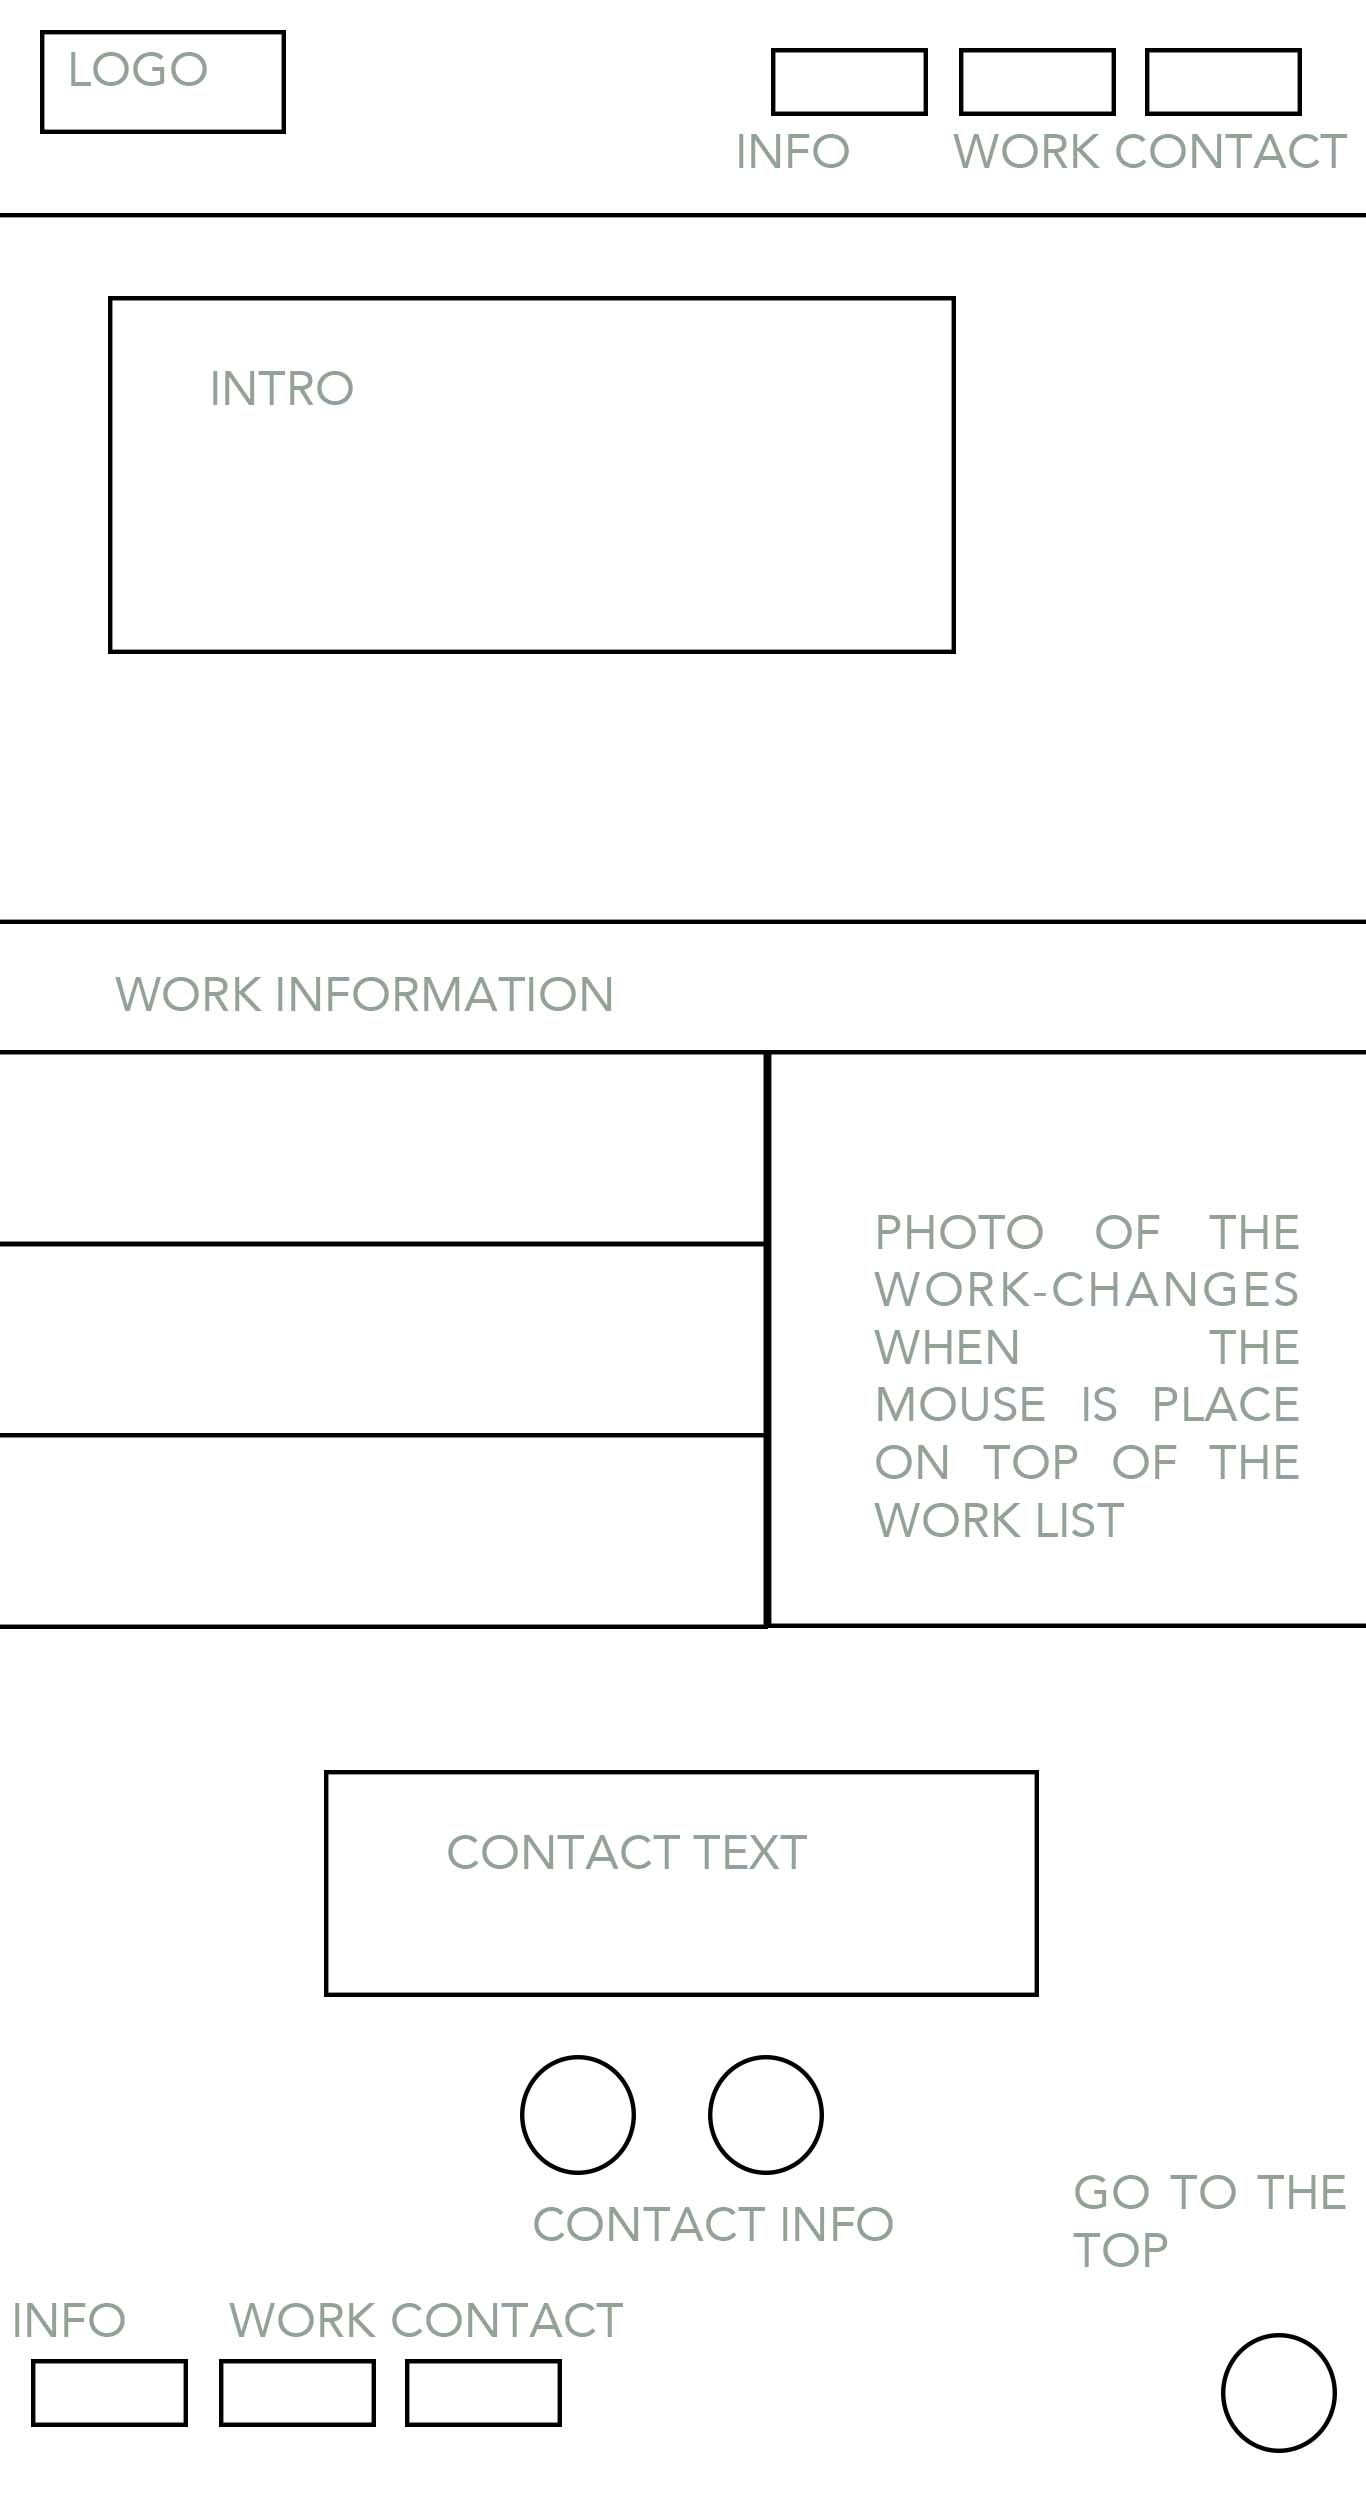 LOGO
INFO WORK CONTACT
INTRO
WORK INFORMATION
PHOTO OF THE
WORK-CHANGES
WHEN THE
MOUSE IS PLACE
ON TOP OF THE
WORK LIST
CONTACT TEXT
CONTACT INFO
GO TO THE
TOP
INFO WORK CONTACT